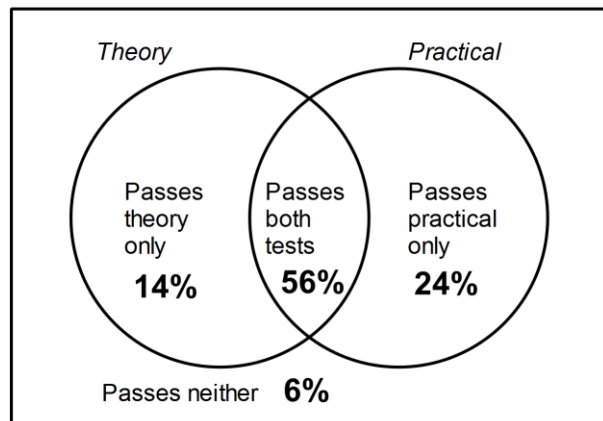 Theory
Practical
Passes
theory
only
14%
Passes
both
tests
56%
Passes
practical
only
24%
Passes neither 6%